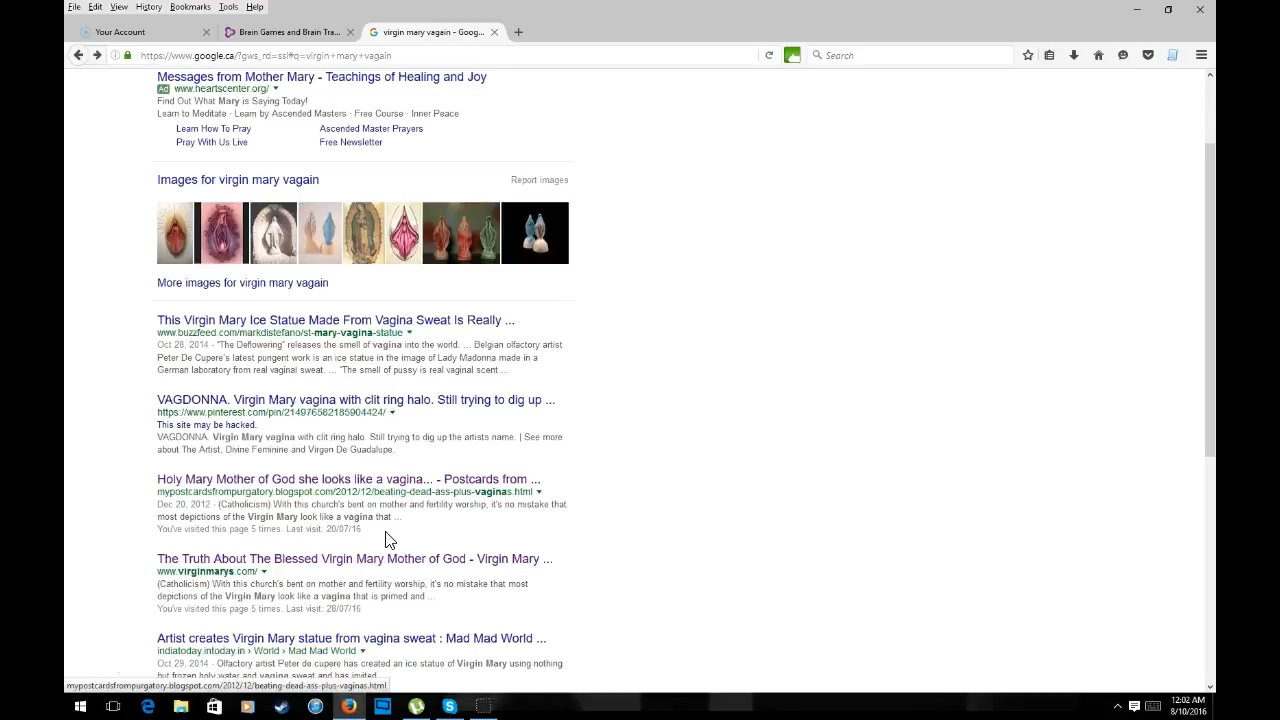 File Edit View History Bookmarks Tools Help
Your Account
Brain Games and Brain Tra...
virgin mary vagain - Goog...
https://www.google.ca/?gws_rd=ssl#q=virgin+mary+vagain
Search
Messages from Mother Mary - Teachings of Healing and Joy
Ad www.heartscenter.org/
Find Out What Mary is Saying Today!
Learn to Meditate · Learn by Ascended Masters · Free Course · Inner Peace
Learn How To Pray Ascended Master Prayers
Pray With Us Live Free Newsletter
Images for virgin mary vagain Report images
More images for virgin mary vagain
This Virgin Mary Ice Statue Made From Vagina Sweat Is Really ...
www.buzzfeed.com/markdistefano/st-mary-vagina-statue
Oct 28, 2014 - "The Deflowering" releases the smell of vagina into the world. ... Belgian olfactory artist
Peter De Cupere's latest pungent work is an ice statue in the image of Lady Madonna made in a
German laboratory from real vaginal sweat. ... "The smell of pussy is real vaginal scent ...
VAGDONNA. Virgin Mary vagina with clit ring halo. Still trying to dig up ...
https://www.pinterest.com/pin/214976582185904424/
This site may be hacked.
VAGDONNA. Virgin Mary vagina with clit ring halo. Still trying to dig up the artists name. | See more
about The Artist, Divine Feminine and Virgen De Guadalupe.
Holy Mary Mother of God she looks like a vagina... - Postcards from ...
mypostcardsfrompurgatory.blogspot.com/2012/12/beating-dead-ass-plus-vaginas.html
Dec 20, 2012 - (Catholicism) With this church's bent on mother and fertility worship, it's no mistake that
most depictions of the Virgin Mary look like a vagina that ...
You've visited this page 5 times. Last visit: 20/07/16
The Truth About The Blessed Virgin Mary Mother of God - Virgin Mary ...
www.virginmarys.com/
(Catholicism) With this church's bent on mother and fertility worship, it's no mistake that most
depictions of the Virgin Mary look like a vagina that is primed and ...
You've visited this page 5 times. Last visit: 28/07/16
Artist creates Virgin Mary statue from vagina sweat : Mad Mad World ...
indiatoday.intoday.in › World › Mad Mad World
Oct 29, 2014 - Olfactory artist Peter de cupere has created an ice statue of Virgin Mary using nothing
but frozen holy water and vagina sweat and has invited
mypostcardsfrompurgatory.blogspot.com/2012/12/beating-dead-ass-plus-vaginas.html
12:02 AM
8/10/2016